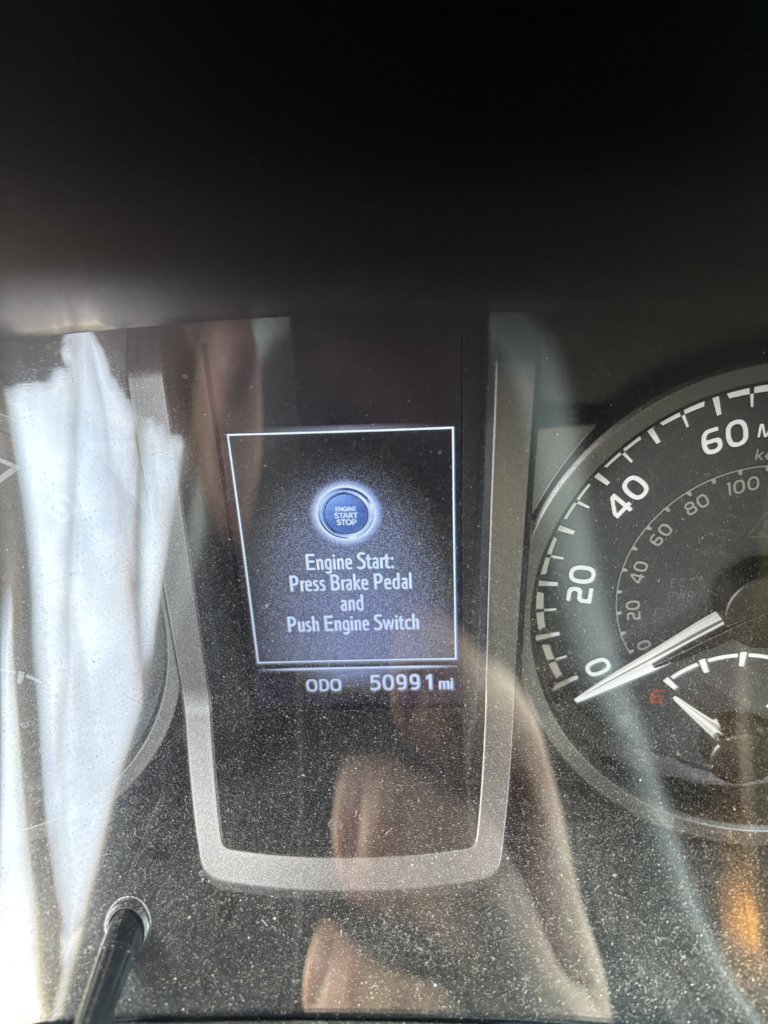 ENGINE
START
STOP
Engine Start:
Press Brake Pedal
and
Push Engine Switch
ODO 50991 mi
0
20
40
60
0
20
40
60
80
100
E